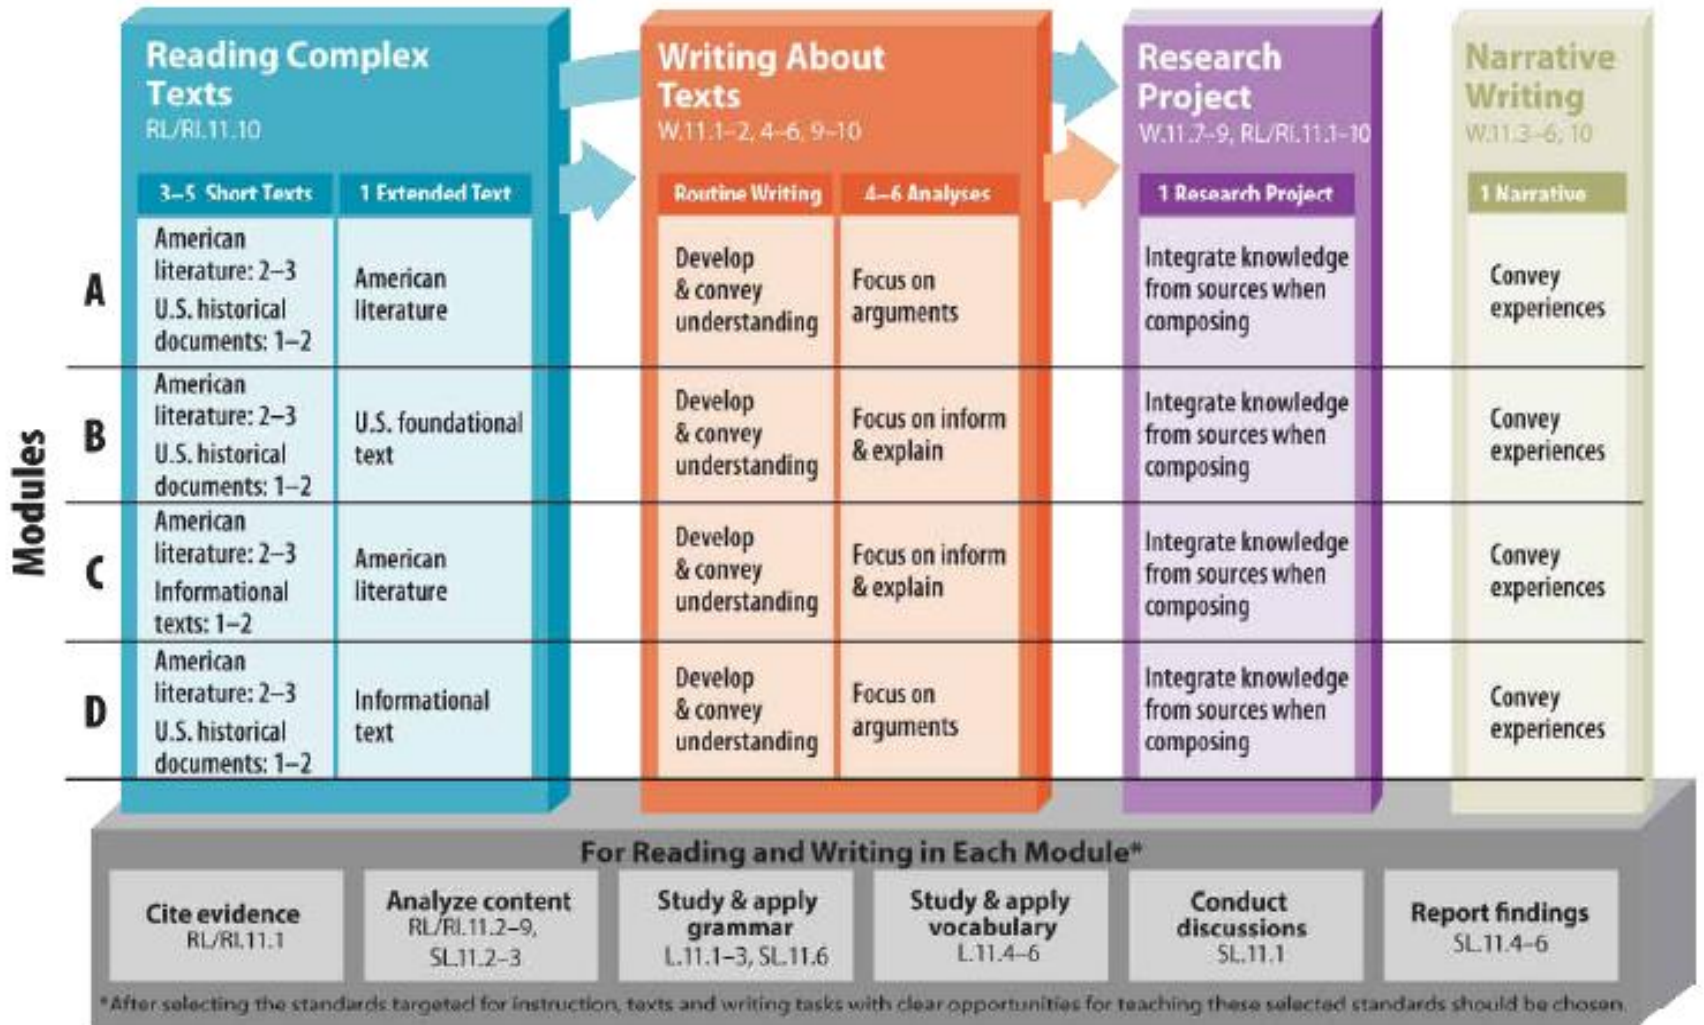 Reading Complex
Texts
RL/RI.11.10
Writing About
Texts
W.11.1–2, 4–6, 9–10
Research
Project
W.11.7–9, RL/RI.11.1–10
Narrative
Writing
W.11.3–6, 10
3–5 Short Texts
1 Extended Text
Routine Writing
4–6 Analyses
1 Research Project
1 Narrative
Modules
A
American
literature: 2–3
U.S. historical
documents: 1–2
American
literature
Develop
& convey
understanding
Focus on
arguments
Integrate knowledge
from sources when
composing
Convey
experiences
B
American
literature: 2–3
U.S. historical
documents: 1–2
U.S. foundational
text
Develop
& convey
understanding
Focus on inform
& explain
Integrate knowledge
from sources when
composing
Convey
experiences
C
American
literature: 2–3
Informational
texts: 1–2
American
literature
Develop
& convey
understanding
Focus on inform
& explain
Integrate knowledge
from sources when
composing
Convey
experiences
D
American
literature: 2–3
U.S. historical
documents: 1–2
Informational
text
Develop
& convey
understanding
Focus on
arguments
Integrate knowledge
from sources when
composing
Convey
experiences
For Reading and Writing in Each Module*
Cite evidence
RL/RI.11.1
Analyze content
RL/RI.11.2–9,
SL.11.2–3
Study & apply
grammar
L.11.1–3, SL.11.6
Study & apply
vocabulary
L.11.4–6
Conduct
discussions
SL.11.1
Report findings
SL.11.4–6
*After selecting the standards targeted for instruction, texts and writing tasks with clear opportunities for teaching these selected standards should be chosen.